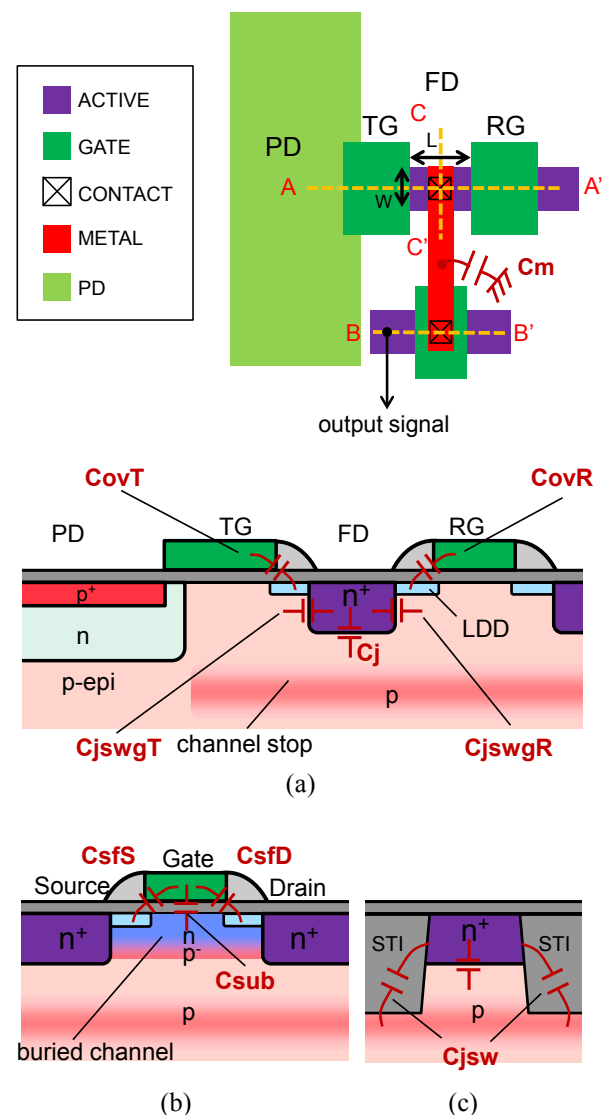 ACTIVE
GATE
CONTACT
METAL
PD
FD
C
TG
L
RG
PD
A
W
A'
C'
Cm
B
B'
output signal
CovT
CovR
PD
TG
FD
RG
p+
n+
n
LDD
Cj
p-epi
p
channel stop
CjswgT
CjswgR
(a)
CsfS
Gate
CsfD
Source
Drain
n+
n
n+
p-
Csub
p
buried channel
(b)
STI
n+
STI
p
Cjsw
(c)